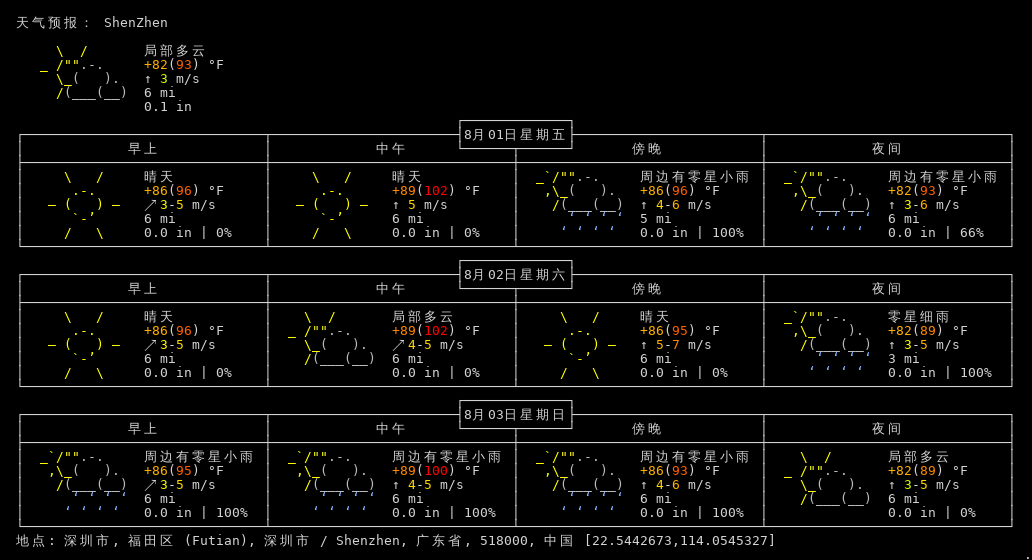 天气预报： ShenZhen
局部多云
+82(93) °F
↑ 3 m/s
6 mi
0.1 in
8月01日星期五
早上 中午 傍晚 夜间
晴天 晴天 周边有零星小雨 周边有零星小雨
+86(96) °F +89(102) °F +86(96) °F +82(93) °F
↗3-5 m/s ↑ 5 m/s ↑ 4-6 m/s ↑ 3-6 m/s
6 mi 6 mi 5 mi 6 mi
0.0 in | 0% 0.0 in | 0% 0.0 in | 100% 0.0 in | 66%
8月02日星期六
早上 中午 傍晚 夜间
晴天 局部多云 晴天 零星细雨
+86(96) °F +89(102) °F +86(95) °F +82(89) °F
↗3-5 m/s ↗4-5 m/s ↑ 5-7 m/s ↑ 3-5 m/s
6 mi 6 mi 6 mi 3 mi
0.0 in | 0% 0.0 in | 0% 0.0 in | 0% 0.0 in | 100%
8月03日星期日
早上 中午 傍晚 夜间
周边有零星小雨 周边有零星小雨 周边有零星小雨 局部多云
+86(95) °F +89(100) °F +86(93) °F +82(89) °F
↗3-5 m/s ↑ 4-5 m/s ↑ 4-6 m/s ↑ 3-5 m/s
6 mi 6 mi 6 mi 6 mi
0.0 in | 100% 0.0 in | 100% 0.0 in | 100% 0.0 in | 0%
地点: 深圳市, 福田区 (Futian), 深圳市 / Shenzhen, 广东省, 518000, 中国 [22.5442673,114.0545327]